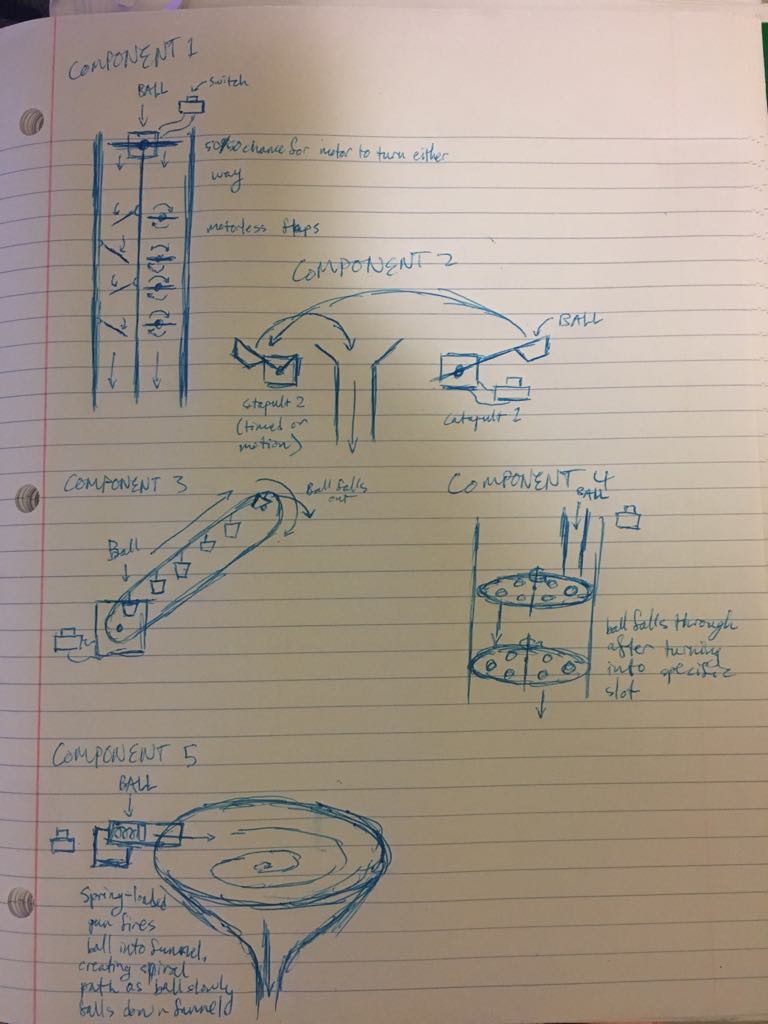 COMPONENT 1
BALL
switch
50/50 chance for motor to turn either
way
motorless flaps
COMPONENT 2
BALL
catapult 2
(timed or
motion)
catapult 1
COMPONENT 3
Ball falls
out
Ball
COMPONENT 4
BALL
ball falls through
after turning
into specific
slot
COMPONENT 5
BALL
Spring-loaded
gun fires
ball into funnel,
creating spiral
path as ball slowly
falls down funnel